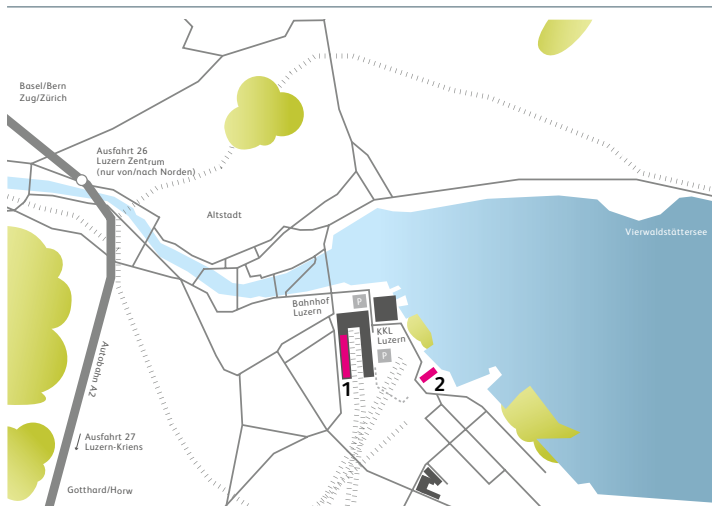 Basel/Bern
Zug/Zürich
Ausfahrt 26
Luzern Zentrum
(nur von/nach Norden)
Altstadt
Vierwaldstättersee
Bahnhof
Luzern
P
KKL
Luzern
P
1
2
Autobahn A2
Ausfahrt 27
Luzern-Kriens
Gotthard/Horw